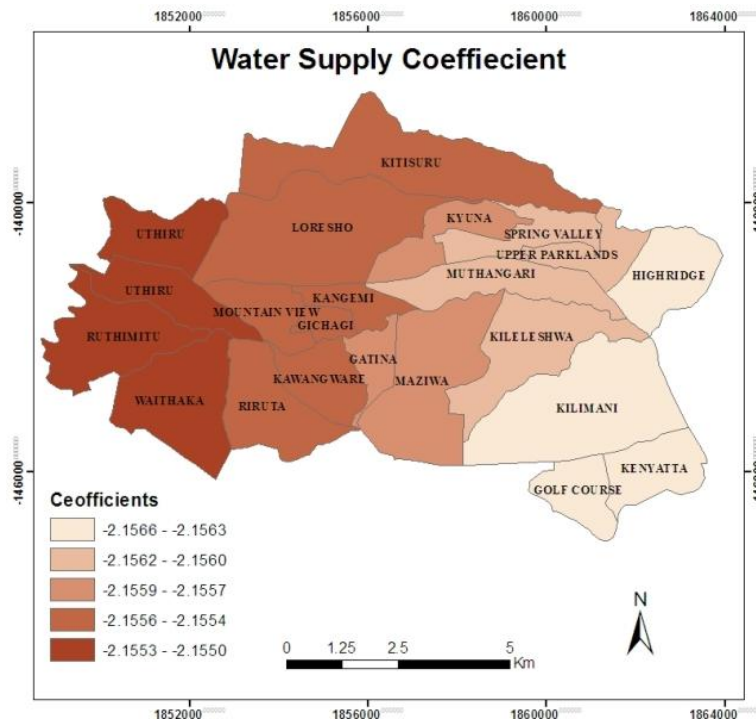 1852000 1856000 1860000 1864000
Water Supply Coeffiecient
KITISURU
-140000
KYUNA
UTHIRU
LORESHO
SPRING VALLEY
UPPER PARKLANDS
HIGHRIDGE
MUTHANGARI
UTHIRU
KANGEMI
MOUNTAIN VIEW
GICHAGI
RUTHIMITU
KILELESHWA
GATINA
KAWANGWARE
MAZIWA
WAITHAKA
RIRUTA
KILIMANI
-146000
KENYATTA
GOLF COURSE
Ceofficients
-2.1566 - -2.1563
-2.1562 - -2.1560
-2.1559 - -2.1557
-2.1556 - -2.1554
-2.1553 - -2.1550
N
0 1.25 2.5 5
Km
1852000 1856000 1860000 1864000